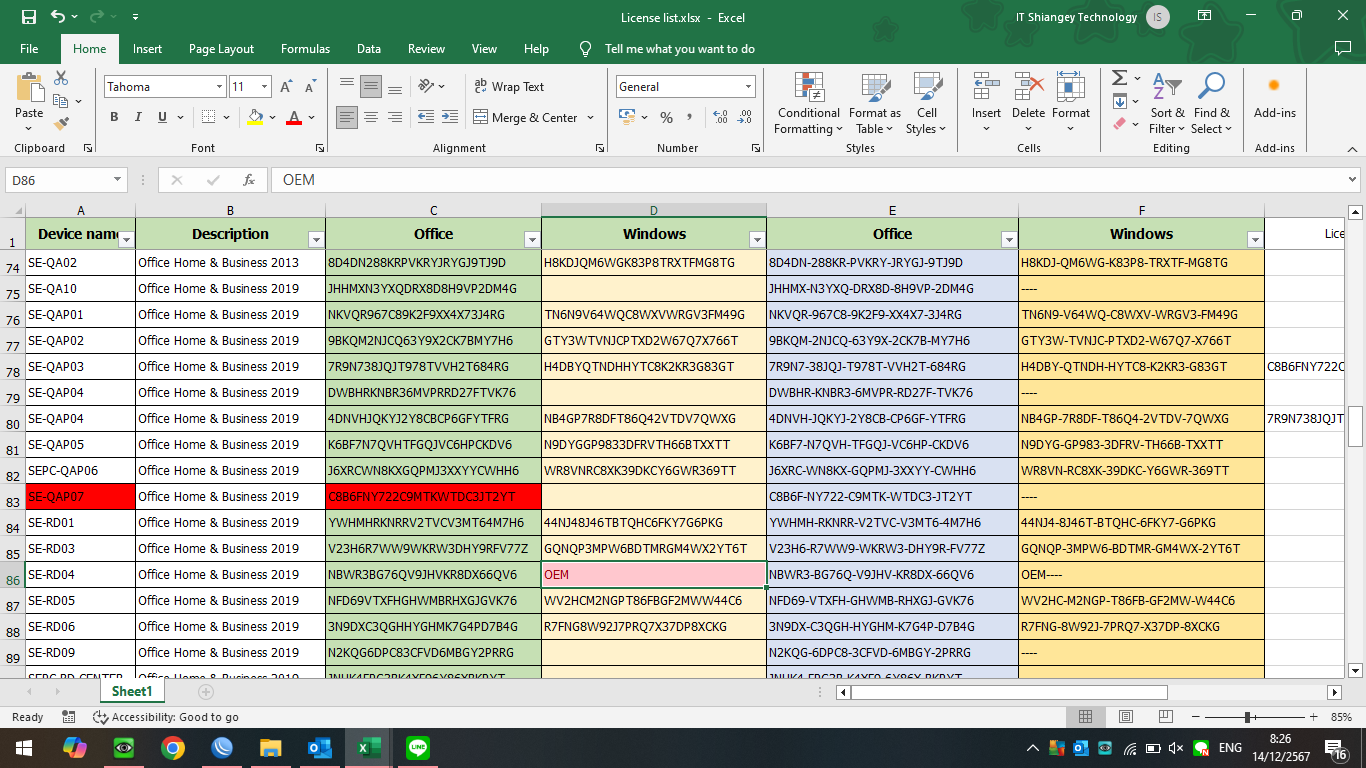 License list.xlsx - Excel
IT Shiangey Technology IS
File Home Insert Page Layout Formulas Data Review View Help Tell me what you want to do
Tahoma 11 Wrap Text General
Paste B I U Merge & Center Conditional Formatting Format as Table Cell Styles Insert Delete Format Sort & Filter Find & Select Add-ins
Clipboard Font Alignment Number Styles Cells Editing Add-ins
D86 fx OEM
A B C D E F
1 Device name Description Office Windows Office Windows Lice
74 SE-QA02 Office Home & Business 2013 8D4DN288KRPVKRYJRYGJ9TJ9D H8KDJQM6WGK83P8TRXTFMG8TG 8D4DN-288KR-PVKRY-JRYGJ-9TJ9D H8KDJ-QM6WG-K83P8-TRXTF-MG8TG
75 SE-QA10 Office Home & Business 2019 JHHMXN3YXQDRX8D8H9VP2DM4G JHHMX-N3YXQ-DRX8D-8H9VP-2DM4G ----
76 SE-QAP01 Office Home & Business 2019 NKVQR967C89K2F9XX4X73J4RG TN6N9V64WQC8WXVWRGV3FM49G NKVQR-967C8-9K2F9-XX4X7-3J4RG TN6N9-V64WQ-C8WXV-WRGV3-FM49G
77 SE-QAP02 Office Home & Business 2019 9BKQM2NJCQ63Y9X2CK7BMY7H6 GTY3WTVNJCPTXD2W67Q7X766T 9BKQM-2NJCQ-63Y9X-2CK7B-MY7H6 GTY3W-TVNJC-PTXD2-W67Q7-X766T
78 SE-QAP03 Office Home & Business 2019 7R9N738JQJT978TVVH2T684RG H4DBYQTNDHHYTC8K2KR3G83GT 7R9N7-38JQJ-T978T-VVH2T-684RG H4DBY-QTNDH-HYTC8-K2KR3-G83GT C8B6FNY722C
79 SE-QAP04 Office Home & Business 2019 DWBHRKNBR36MVPRRD27FTVK76 DWBHR-KNBR3-6MVPR-RD27F-TVK76 ----
80 SE-QAP04 Office Home & Business 2019 4DNVHJQKYJ2Y8CBCP6GFYTFRG NB4GP7R8DFT86Q42VTDV7QWXG 4DNVH-JQKYJ-2Y8CB-CP6GF-YTFRG NB4GP-7R8DF-T86Q4-2VTDV-7QWXG 7R9N738JQJT
81 SE-QAP05 Office Home & Business 2019 K6BF7N7QVHTFGQJVC6HPCKDV6 N9DYGGP9833DFRVTH66BTXXTT K6BF7-N7QVH-TFGQJ-VC6HP-CKDV6 N9DYG-GP983-3DFRV-TH66B-TXXTT
82 SEPC-QAP06 Office Home & Business 2019 J6XRCWN8KXGQPMJ3XXYYCWHH6 WR8VNRC8XK39DKCY6GWR369TT J6XRC-WN8KX-GQPMJ-3XXYY-CWHH6 WR8VN-RC8XK-39DKC-Y6GWR-369TT
83 SE-QAP07 Office Home & Business 2019 C8B6FNY722C9MTKWTDC3JT2YT C8B6F-NY722-C9MTK-WTDC3-JT2YT ----
84 SE-RD01 Office Home & Business 2019 YWHMHRKNRRV2TVCV3MT64M7H6 44NJ48J46TBTQHC6FKY7G6PKG YWHMH-RKNRR-V2TVC-V3MT6-4M7H6 44NJ4-8J46T-BTQHC-6FKY7-G6PKG
85 SE-RD03 Office Home & Business 2019 V23H6R7WW9WKRW3DHY9RFV77Z GQNQP3MPW6BDTMRGM4WX2YT6T V23H6-R7WW9-WKRW3-DHY9R-FV77Z GQNQP-3MPW6-BDTMR-GM4WX-2YT6T
86 SE-RD04 Office Home & Business 2019 NBWR3BG76QV9JHVKR8DX66QV6 OEM NBWR3-BG76Q-V9JHV-KR8DX-66QV6 OEM----
87 SE-RD05 Office Home & Business 2019 NFD69VTXFHGHWMBRHXGJGVK76 WV2HCM2NGPT86FBGF2MWW44C6 NFD69-VTXFH-GHWMB-RHXGJ-GVK76 WV2HC-M2NGP-T86FB-GF2MW-W44C6
88 SE-RD06 Office Home & Business 2019 3N9DXC3QGHHYGHMK7G4PD7B4G R7FNG8W92J7PRQ7X37DP8XCKG 3N9DX-C3QGH-HYGHM-K7G4P-D7B4G R7FNG-8W92J-7PRQ7-X37DP-8XCKG
89 SE-RD09 Office Home & Business 2019 N2KQG6DPC83CFVD6MBGY2PRRG N2KQG-6DPC8-3CFVD-6MBGY-2PRRG ----
Sheet1
Ready Accessibility: Good to go 85%
ENG 8:26
14/12/2567 16